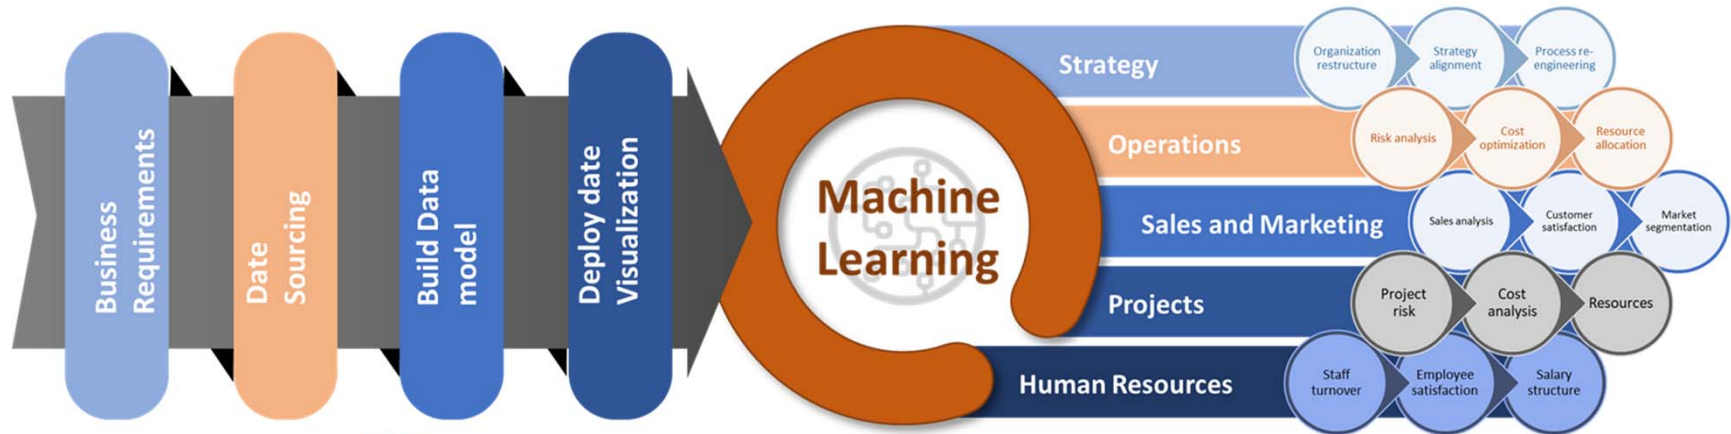 Business
Requirements
Date
Sourcing
Build Data
model
Deploy date
Visualization
Machine
Learning
Strategy
Organization
restructure
Strategy
alignment
Process re-
engineering
Operations
Risk analysis
Cost
optimization
Resource
allocation
Sales and Marketing
Sales analysis
Customer
satisfaction
Market
segmentation
Projects
Project
risk
Cost
analysis
Resources
Human Resources
Staff
turnover
Employee
satisfaction
Salary
structure